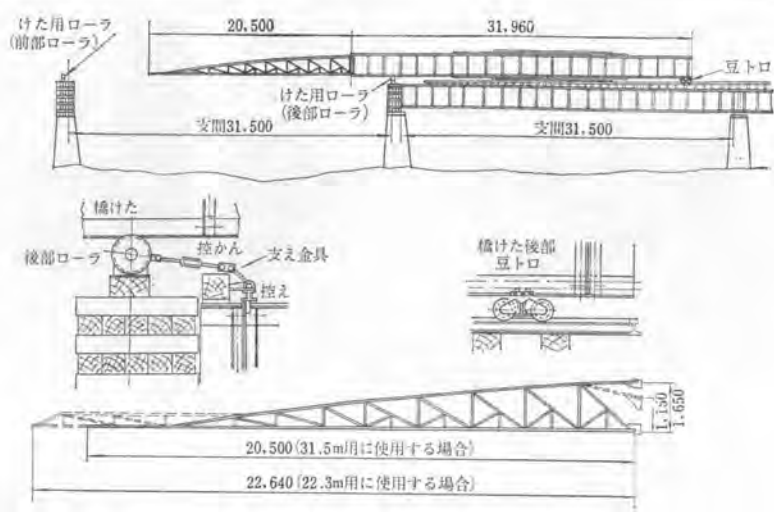 けた用ローラ
(前部ローラ)
20,500
31,960
豆トロ
けた用ローラ
(後部ローラ)
支間31,500
支間31,500
橋けた
後部ローラ
控かん
支え金具
控え
橋けた後部
豆トロ
1,150
1,650
20,500(31.5m用に使用する場合)
22,640(22.3m用に使用する場合)